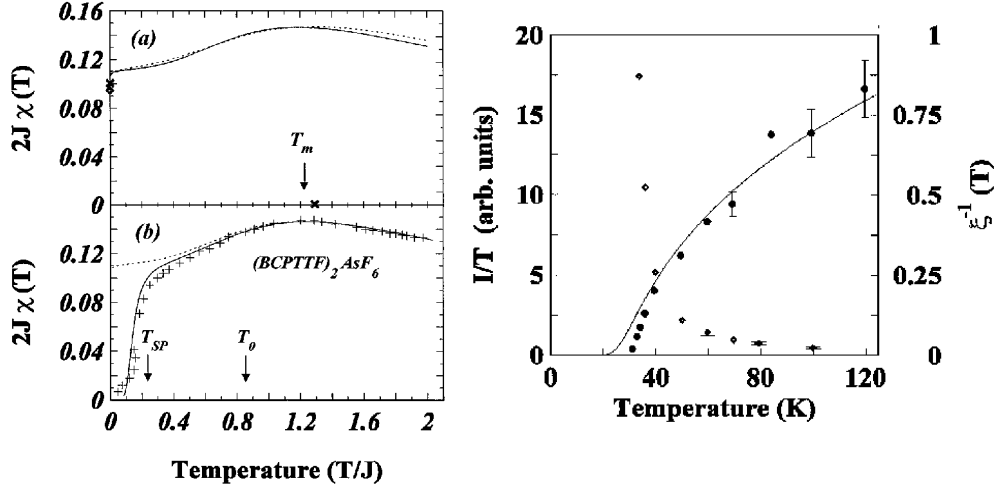 0.16
(a)
0.12
0.08
0.04
0
2J χ(T)
T_m
(b)
0.12
0.08
0.04
0
2J χ(T)
(BCPTTF)_2 AsF_6
T_SP
T_0
0 0.4 0.8 1.2 1.6 2
Temperature (T/J)
20
15
10
5
0
I/T (arb. units)
1
0.75
0.5
0.25
0
ξ^-1 (T)
0 40 80 120
Temperature (K)